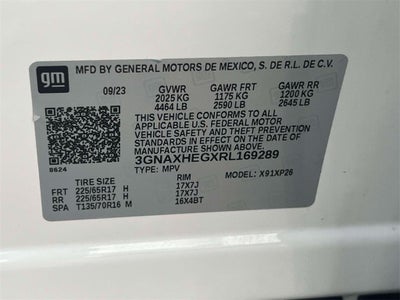 gm MFD BY GENERAL MOTORS DE MEXICO, S. DE R.L. DE C.V.
09/23 GVWR GAWR FRT GAWR RR
2025 KG 1175 KG 1200 KG
4464 LB 2590 LB 2645 LB
THIS VEHICLE CONFORMS TO ALL APPLICABLE
U.S. FEDERAL MOTOR VEHICLE SAFETY AND
THEFT PREVENTION STANDARDS IN EFFECT ON
THE DATE OF MANUFACTURE SHOWN ABOVE.
3GNAXHEGXRL169289
8624 TYPE: MPV MODEL: X91XP26
TIRE SIZE RIM
FRT 225/65R17 H 17X7J
RR 225/65R17 H 17X7J
SPA T135/70R16 M 16X4BT